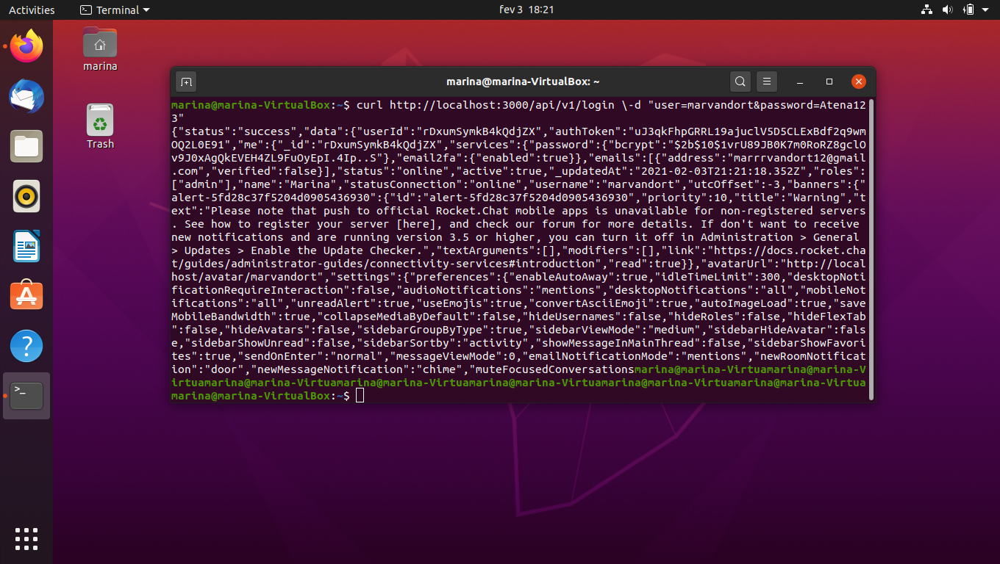 Activities
Terminal
fev 3 18:21
marina
Trash
marina@marina-VirtualBox: ~
marina@marina-VirtualBox:~$ curl http://localhost:3000/api/v1/login \-d "user=marvandort&password=Atena12
3"
{"status":"success","data":{"userId":"rDxumSymkB4kQdjZX","authToken":"uJ3qkFhpGRRL19ajuclV5D5CLExBdf2q9wm
OQ2L0E91","me":{"_id":"rDxumSymkB4kQdjZX","services":{"password":{"bcrypt":"$2b$10$1vrU89JB0K7m0RoRZ8gclO
v9J0xAgQkEVEH4ZL9FuOyEpI.4Ip..S"},"email2fa":{"enabled":true}},"emails":[{"address":"marrrvandort12@gmail
.com","verified":false}],"status":"online","active":true,"_updatedAt":"2021-02-03T21:21:18.352Z","roles":
["admin"],"name":"Marina","statusConnection":"online","username":"marvandort","utcOffset":-3,"banners":{"
alert-5fd28c37f5204d0905436930":{"id":"alert-5fd28c37f5204d0905436930","priority":10,"title":"Warning","t
ext":"Please note that push to official Rocket.Chat mobile apps is unavailable for non-registered servers
. See how to register your server [here], and check our forum for more details. If don't want to receive
new notifications and are running version 3.5 or higher, you can turn it off in Administration > General
> Updates > Enable the Update Checker.","textArguments":[],"modifiers":[],"link":"https://docs.rocket.cha
t/guides/administrator-guides/connectivity-services#introduction","read":true}},"avatarUrl":"http://local
host/avatar/marvandort","settings":{"preferences":{"enableAutoAway":true,"idleTimeLimit":300,"desktopNoti
ficationRequireInteraction":false,"audioNotifications":"mentions","desktopNotifications":"all","mobileNot
ifications":"all","unreadAlert":true,"useEmojis":true,"convertAsciiEmoji":true,"autoImageLoad":true,"save
MobileBandwidth":true,"collapseMediaByDefault":false,"hideUsernames":false,"hideRoles":false,"hideFlexTab
":false,"hideAvatars":false,"sidebarGroupByType":true,"sidebarViewMode":"medium","sidebarHideAvatar":fals
e,"sidebarShowUnread":false,"sidebarSortby":"activity","showMessageInMainThread":false,"sidebarShowFavori
tes":true,"sendOnEnter":"normal","messageViewMode":0,"emailNotificationMode":"mentions","newRoomNotificat
ion":"door","newMessageNotification":"chime","muteFocusedConversationsmarina@marina-Virtuamarina@marina-V
irtuamarina@marina-Virtuamarina@marina-Virtuamarina@marina-Virtuamarina@marina-Virtuamarina@marina-Virtua
marina@marina-VirtualBox:~$